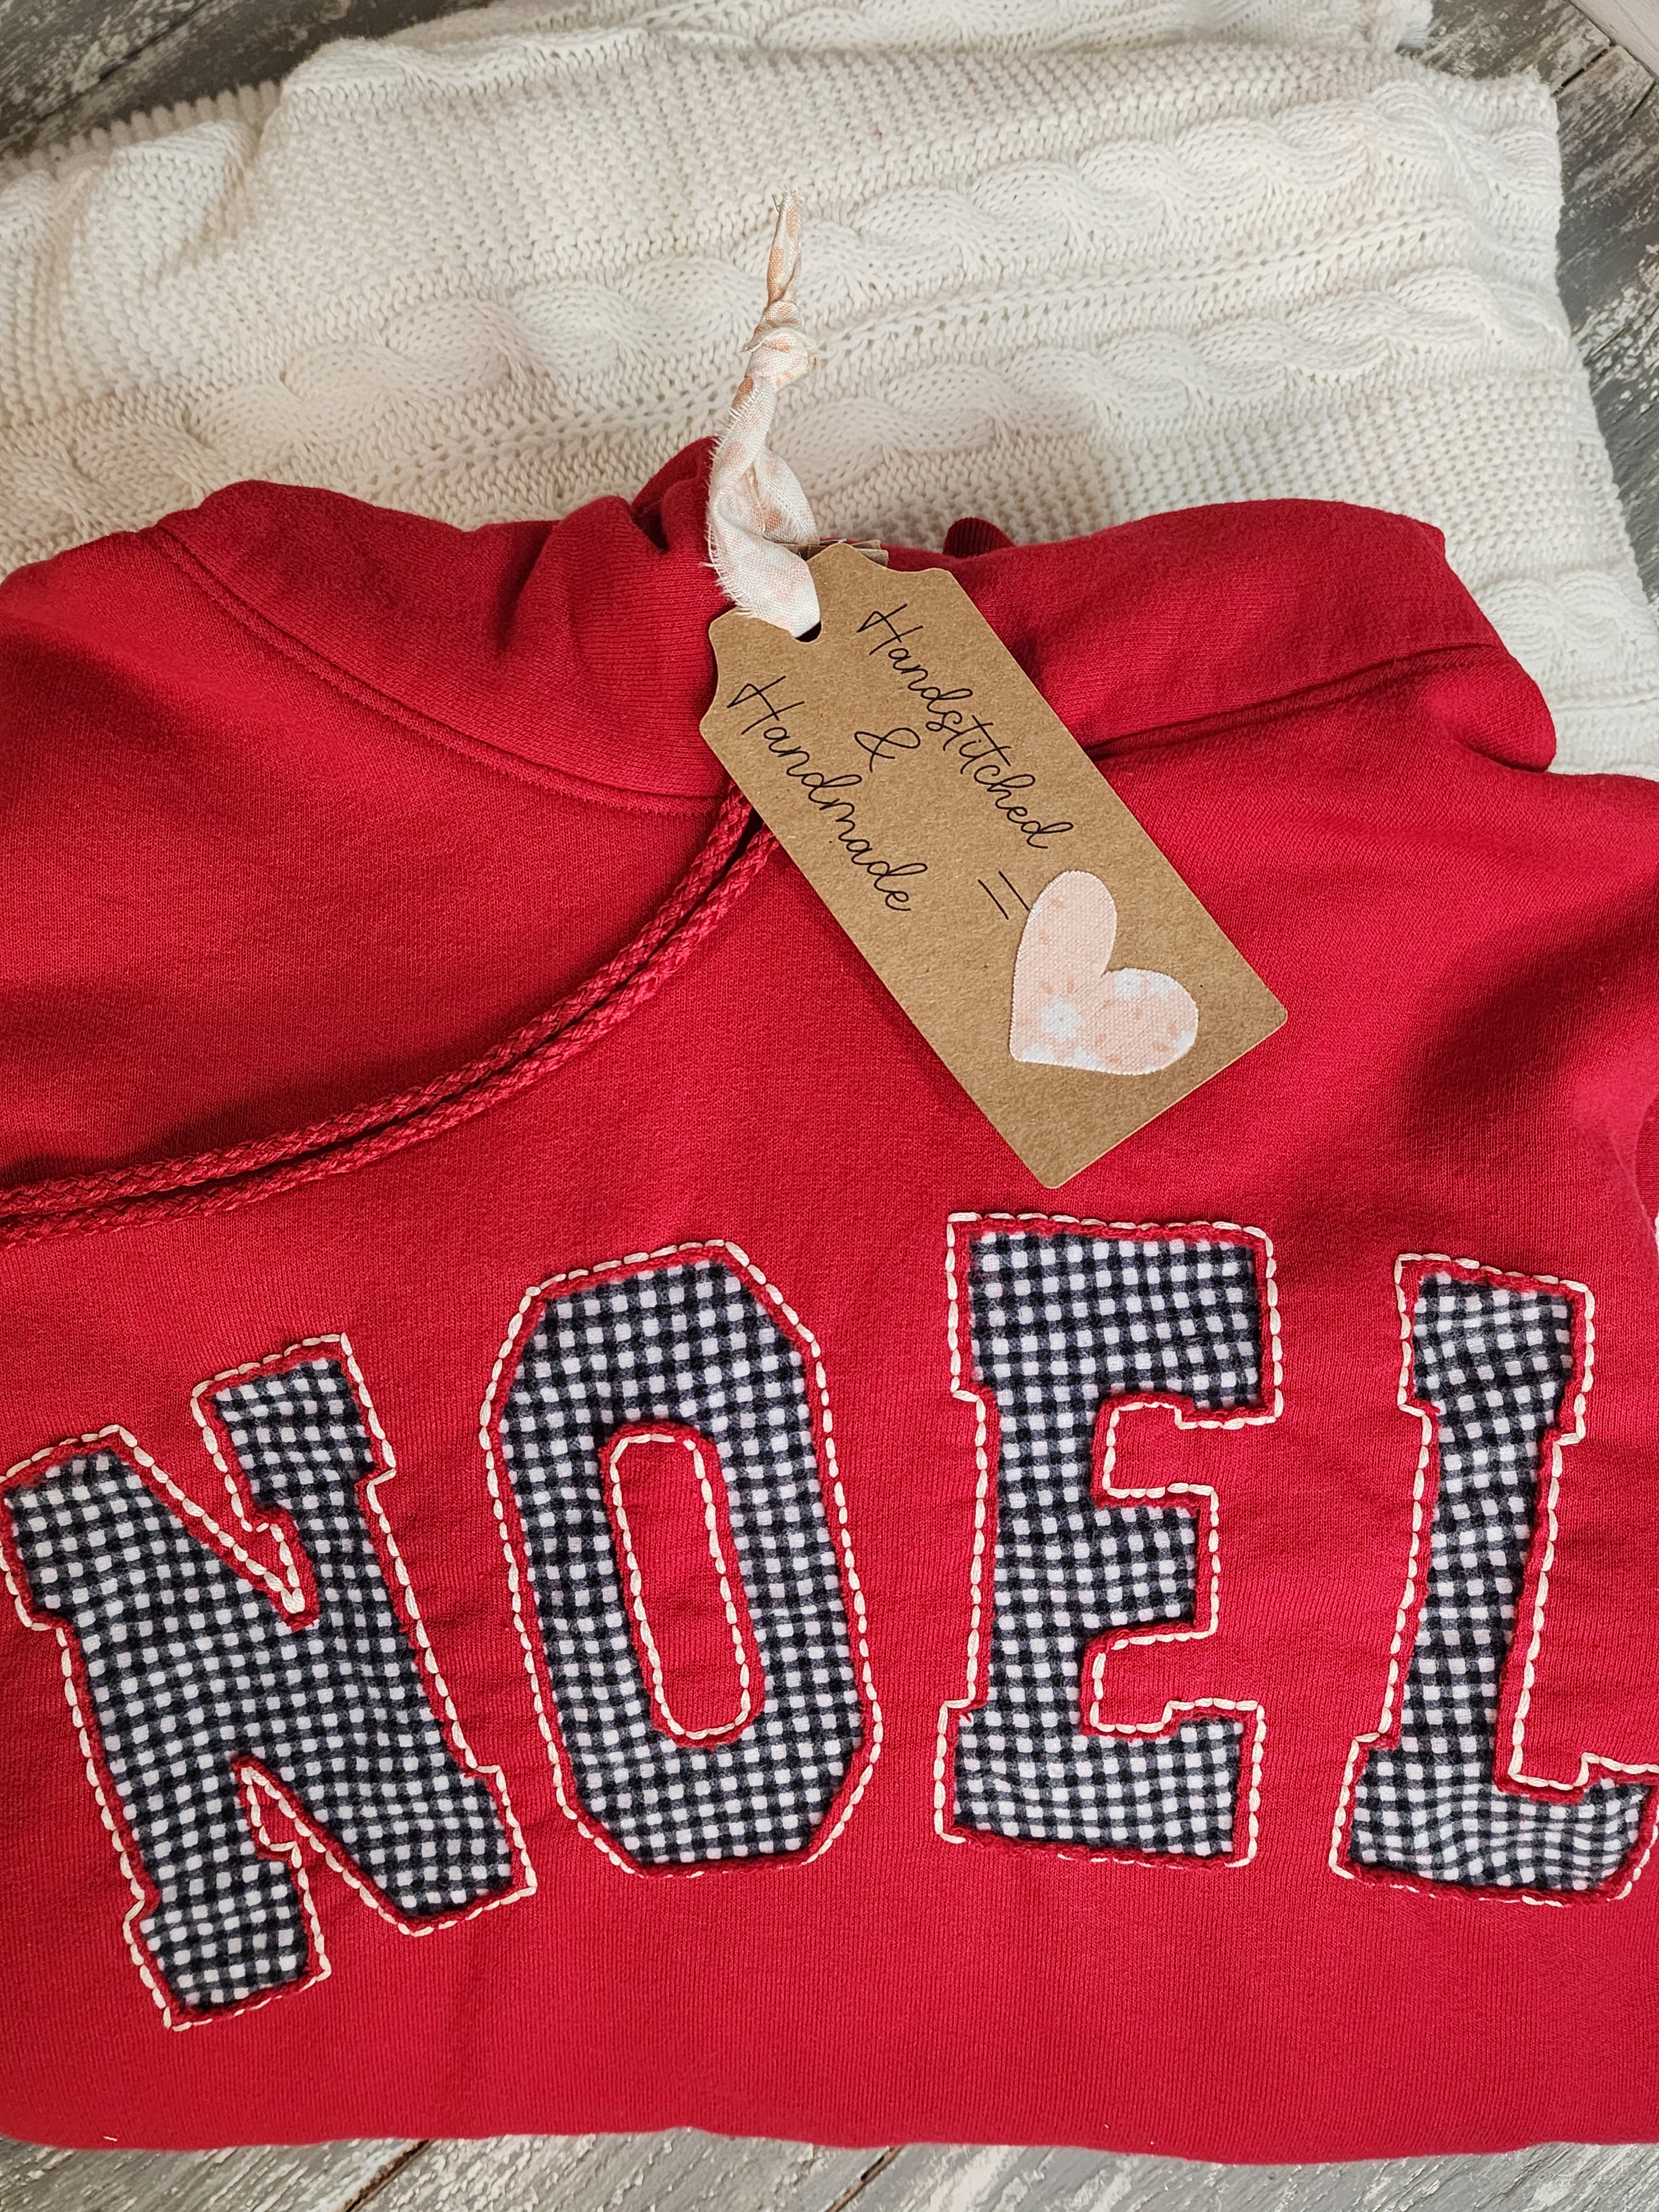 Handstitched
&
Handmade
=
NOEL